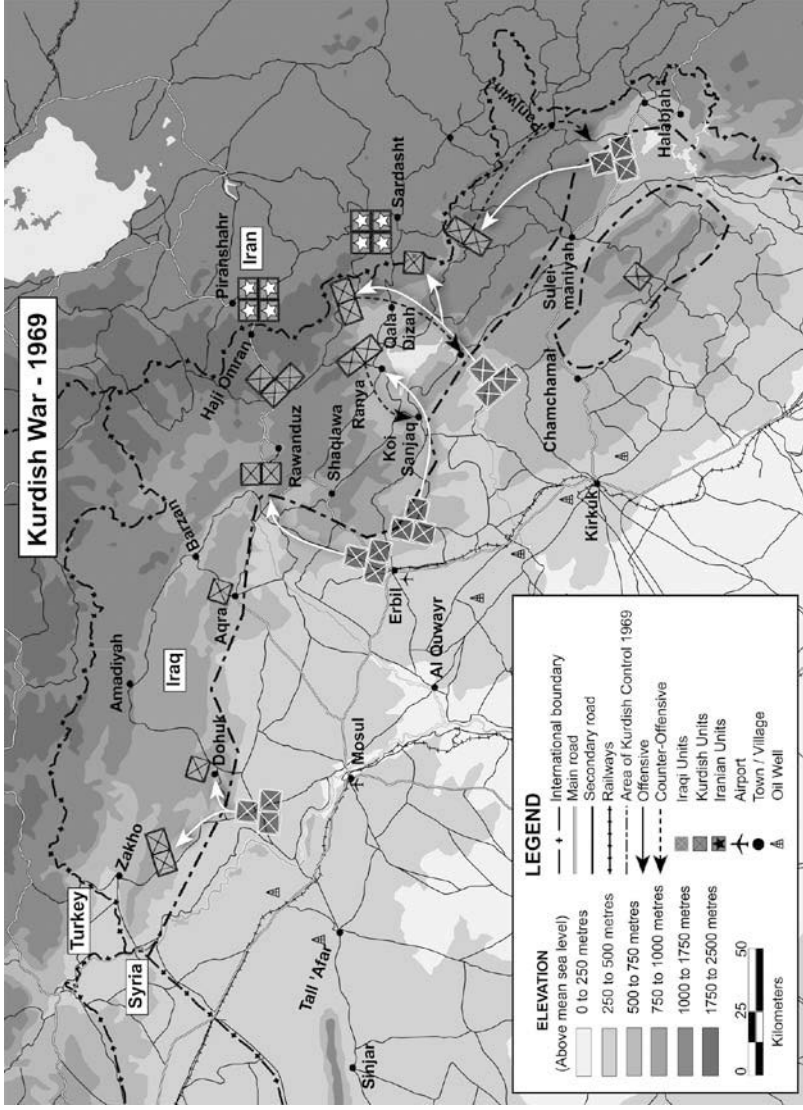 Kurdish War - 1969
Turkey
Syria
Iraq
Iran
Zakho
Dohuk
Amadiyah
Aqra
Barzan
Haji Omran
Piranshahr
Rawanduz
Shaqlawa
Ranya
Qala
Dizah
Koi
Sanjaq
Sardasht
Panjwin
Halabjah
Sulei-
maniyah
Chamchamal
Kirkuk
Erbil
Al Quwayr
Mosul
Tall 'Afar
Sinjar
LEGEND
ELEVATION
(Above mean sea level)
0 to 250 metres
250 to 500 metres
500 to 750 metres
750 to 1000 metres
1000 to 1750 metres
1750 to 2500 metres
0
25
50
Kilometers
International boundary
Main road
Secondary road
Railways
Area of Kurdish Control 1969
Offensive
Counter-Offensive
Iraqi Units
Kurdish Units
Iranian Units
Airport
Town / Village
Oil Well